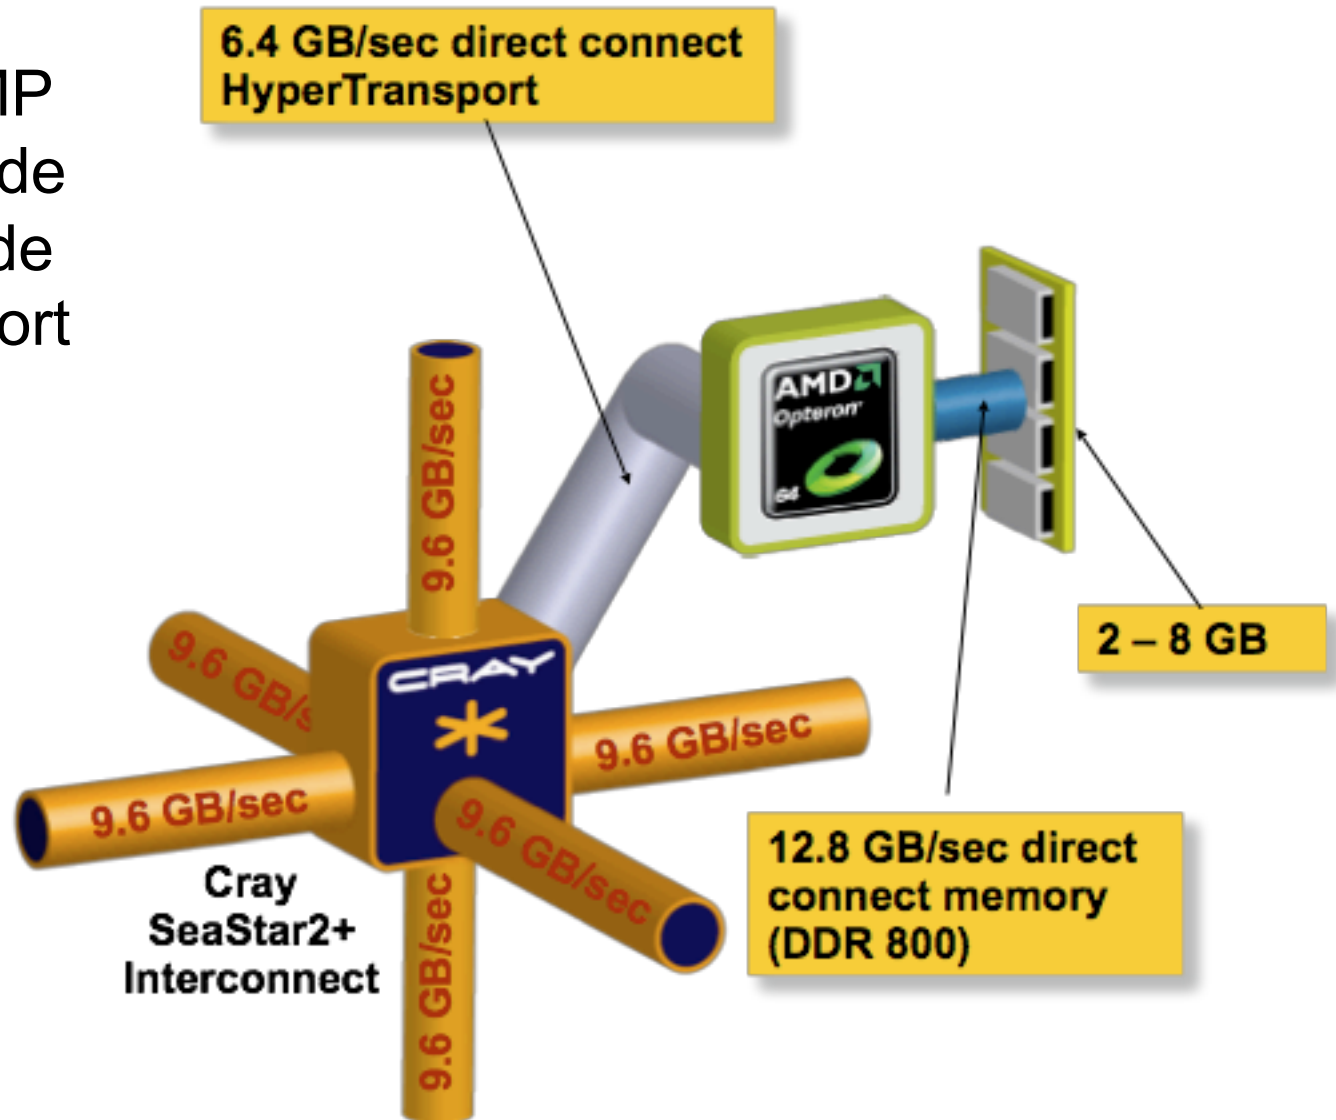 6.4 GB/sec direct connect
HyperTransport
MP
de
de
ort
AMD
Opteron
64
9.6 GB/sec
9.6 GB/s
CRAY
9.6 GB/sec
9.6 GB/sec
9.6 GB/sec
9.6 GB/sec
2 – 8 GB
12.8 GB/sec direct
connect memory
(DDR 800)
Cray
SeaStar2+
Interconnect